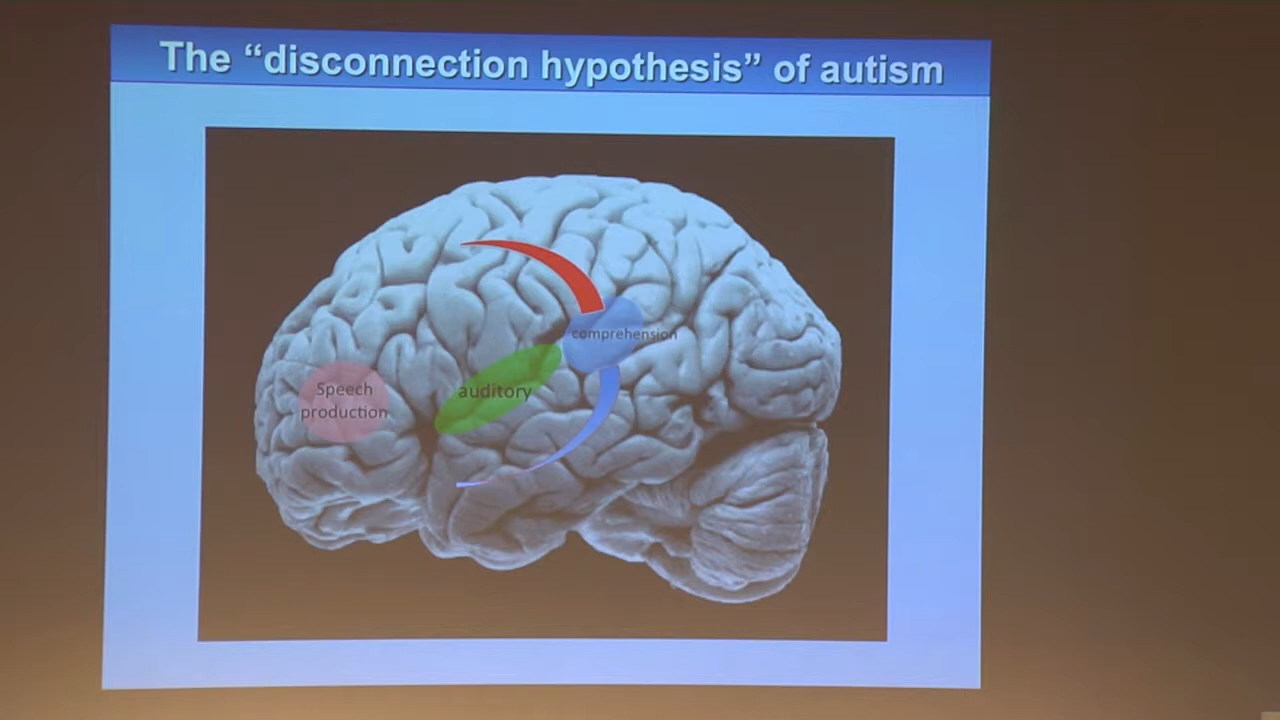 The “disconnection hypothesis” of autism
comprehension
Speech
production
auditory